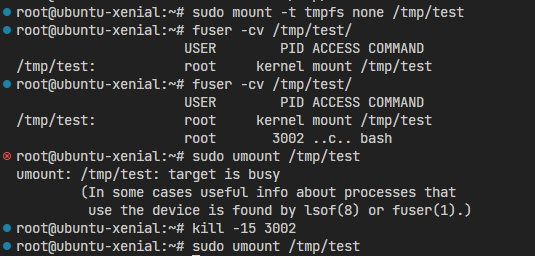 root@ubuntu-xenial:~# sudo mount -t tmpfs none /tmp/test
root@ubuntu-xenial:~# fuser -cv /tmp/test/
                     USER        PID ACCESS COMMAND
/tmp/test:           root     kernel mount /tmp/test
root@ubuntu-xenial:~# fuser -cv /tmp/test/
                     USER        PID ACCESS COMMAND
/tmp/test:           root     kernel mount /tmp/test
                     root       3002 ..c.. bash
root@ubuntu-xenial:~# sudo umount /tmp/test
umount: /tmp/test: target is busy
        (In some cases useful info about processes that
         use the device is found by lsof(8) or fuser(1).)
root@ubuntu-xenial:~# kill -15 3002
root@ubuntu-xenial:~# sudo umount /tmp/test